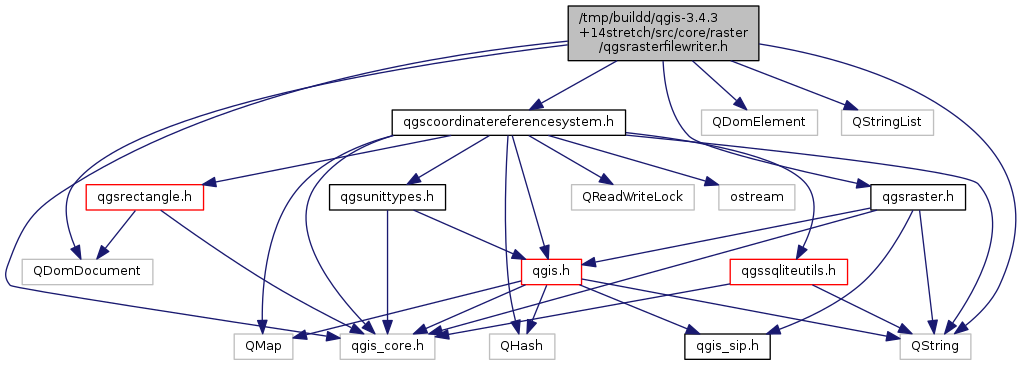 /tmp/buildd/qgis-3.4.3
+14stretch/src/core/raster
/qgsrasterfilewriter.h
qgscoordinatereferencesystem.h
QDomElement
QStringList
qgsrectangle.h
qgsunittypes.h
QReadWriteLock
ostream
qgsraster.h
QDomDocument
qgis.h
qgssqliteutils.h
QMap
qgis_core.h
QHash
qgis_sip.h
QString